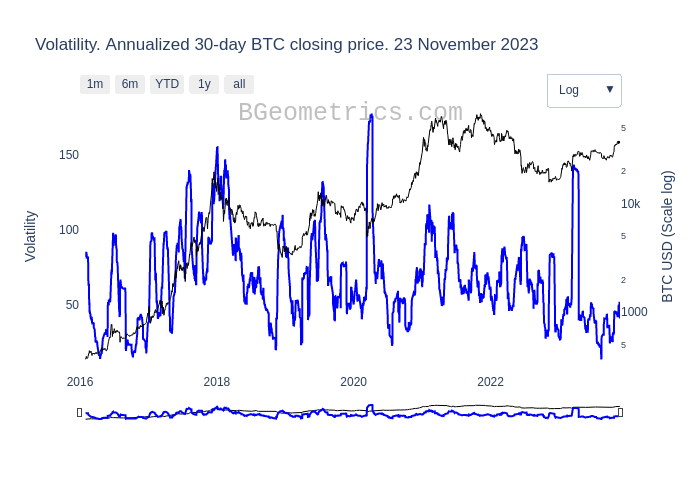 Volatility. Annualized 30-day BTC closing price. 23 November 2023
1m 6m YTD 1y all
Log ▼
BGeometrics.com
150
100
50
Volatility
5
2
10k
5
2
1000
5
BTC USD (Scale log)
2016 2018 2020 2022